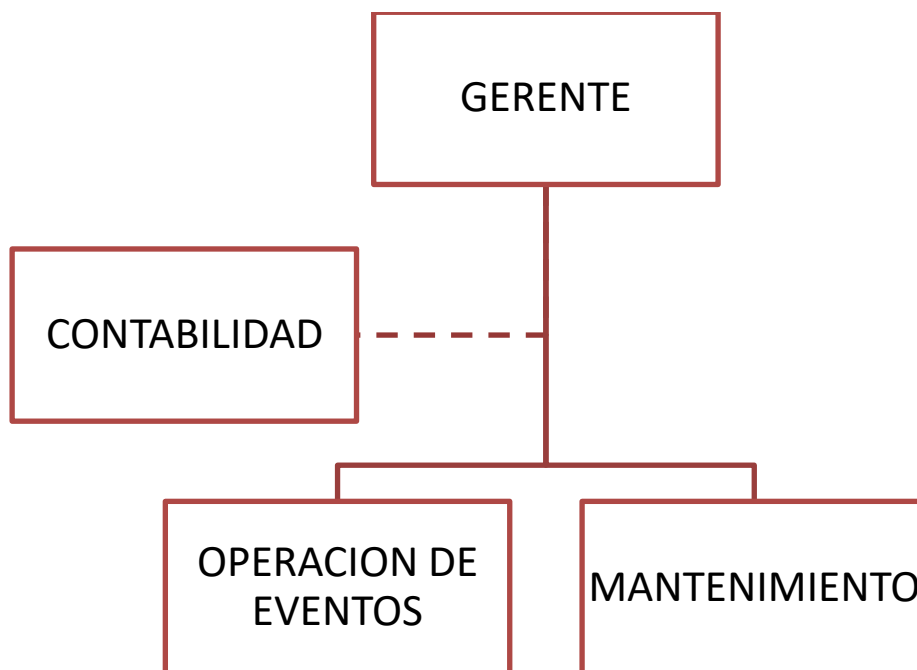 GERENTE
CONTABILIDAD
OPERACION DE
EVENTOS
MANTENIMIENTO